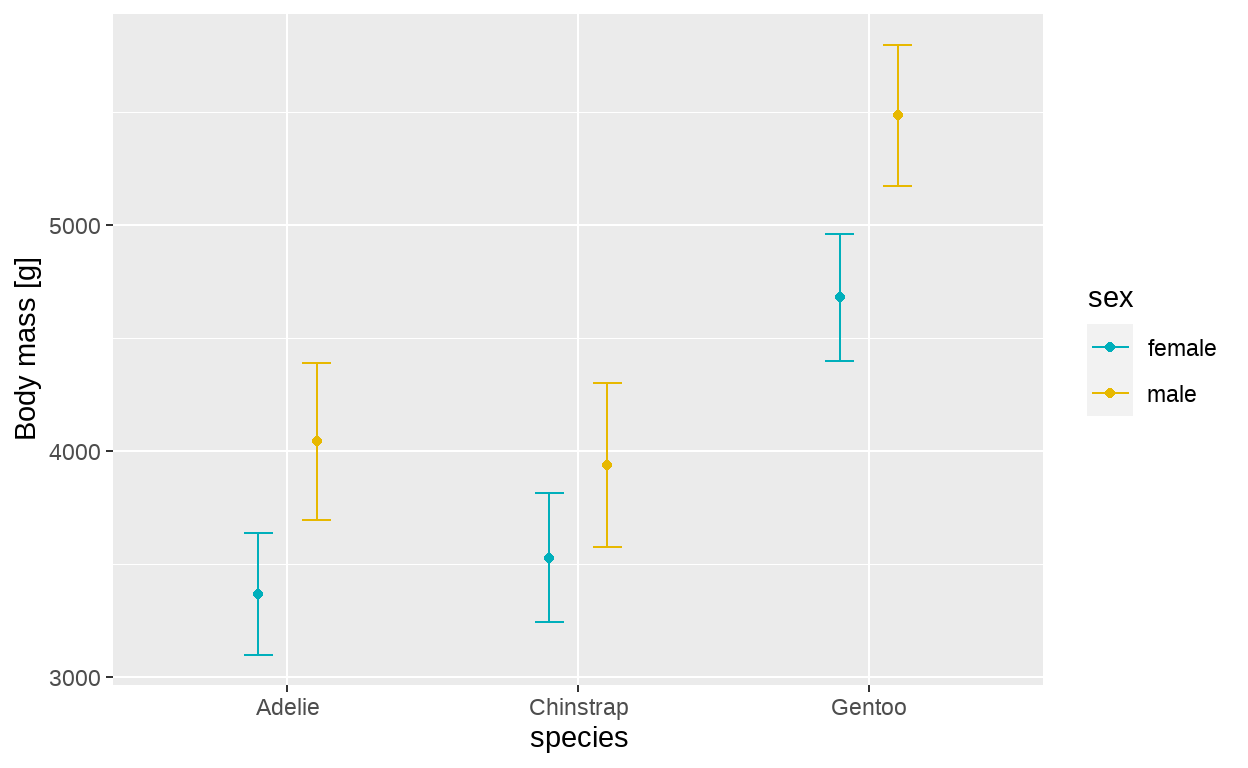 Body mass [g]
5000
4000
3000
Adelie Chinstrap Gentoo
species
sex
female
male